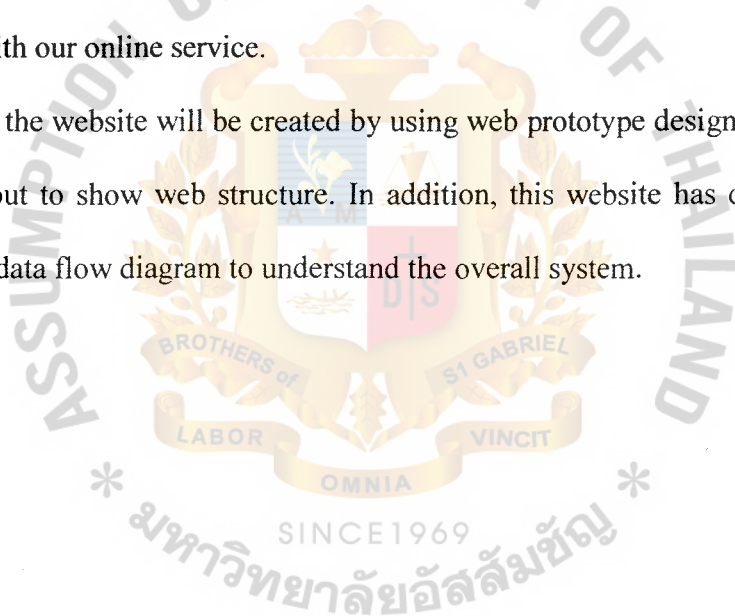 ith our online service.
the website will be created by using web prototype design
out to show web structure. In addition, this website has
data flow diagram to understand the overall system.
ASSUMPTION
OF
THAILAND
A M
D S
BROTHERS of
ST GABRIEL
LABOR
VINCIT
OMNIA
SINCE1969
มหาวิทยาลัยอัสสัมชัญ